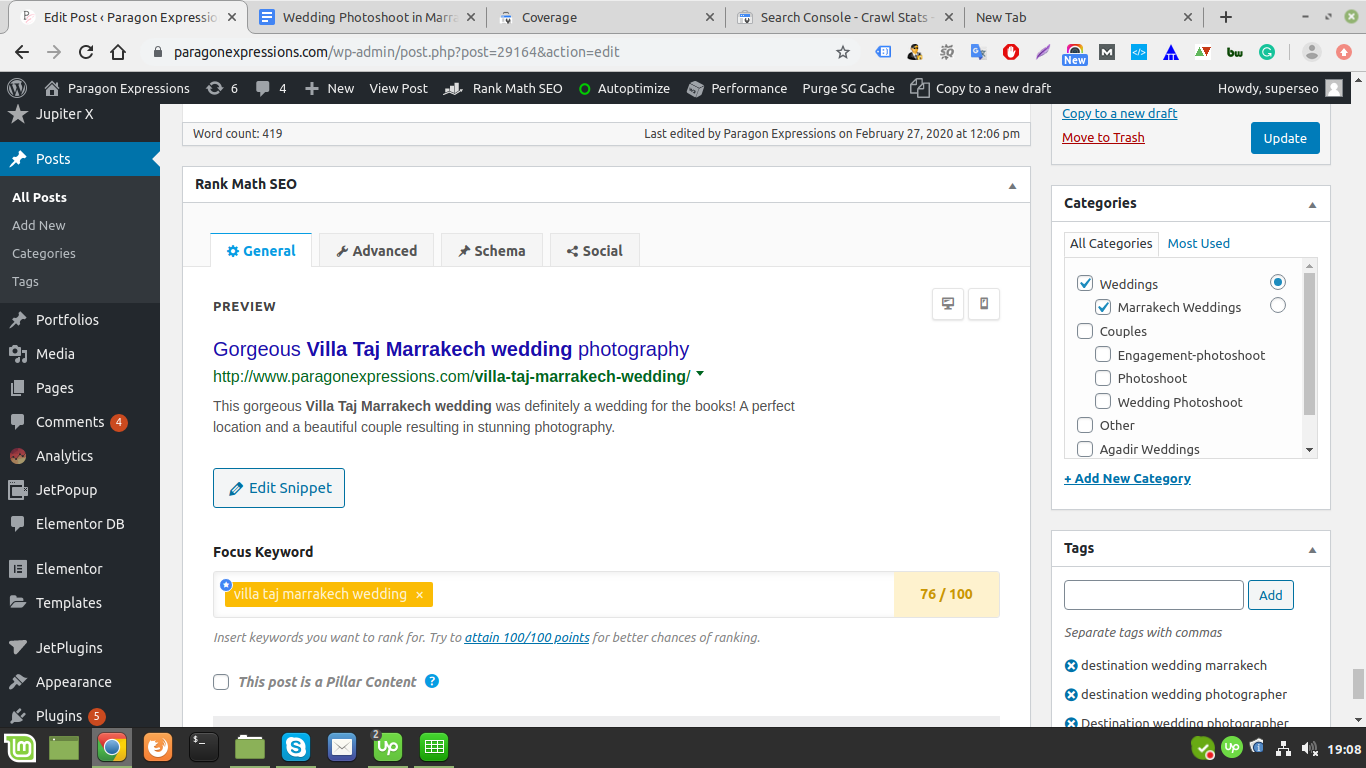 Edit Post ‹ Paragon Expressio
Wedding Photoshoot in Marra
Coverage
Search Console - Crawl Stats -
New Tab
paragonexpressions.com/wp-admin/post.php?post=29164&action=edit
New
Paragon Expressions
6
4
New
View Post
Rank Math SEO
Autoptimize
Performance
Purge SG Cache
Copy to a new draft
Howdy, superseo
Jupiter X
Posts
All Posts
Add New
Categories
Tags
Portfolios
Media
Pages
Comments 4
Analytics
JetPopup
Elementor DB
Elementor
Templates
JetPlugins
Appearance
Plugins 5
Word count: 419
Last edited by Paragon Expressions on February 27, 2020 at 12:06 pm
Rank Math SEO
General
Advanced
Schema
Social
PREVIEW
Gorgeous Villa Taj Marrakech wedding photography
http://www.paragonexpressions.com/villa-taj-marrakech-wedding/
This gorgeous Villa Taj Marrakech wedding was definitely a wedding for the books! A perfect
location and a beautiful couple resulting in stunning photography.
Edit Snippet
Focus Keyword
villa taj marrakech wedding ×
76 / 100
Insert keywords you want to rank for. Try to attain 100/100 points for better chances of ranking.
This post is a Pillar Content ?
Copy to a new draft
Move to Trash
Update
Categories
All Categories
Most Used
Weddings
Marrakech Weddings
Couples
Engagement-photoshoot
Photoshoot
Wedding Photoshoot
Other
Agadir Weddings
+ Add New Category
Tags
Add
Separate tags with commas
destination wedding marrakech
destination wedding photographer
Destination wedding photographer
2
Up
Up
19:08